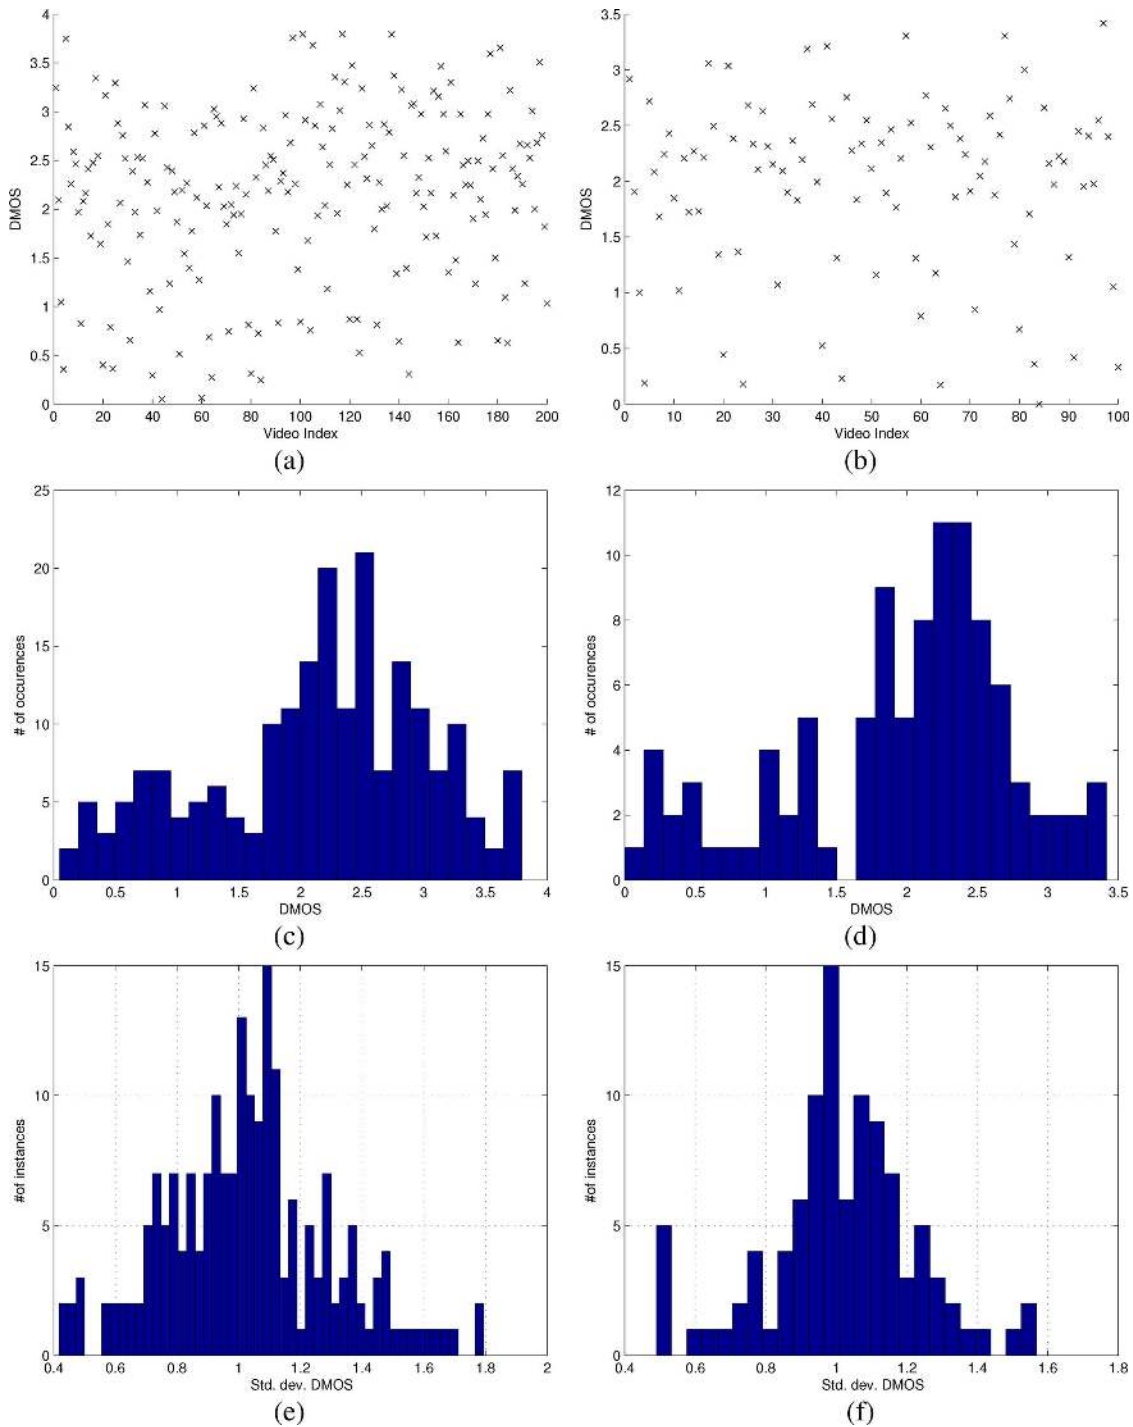 4
3.5
3
2.5
2
1.5
1
0.5
0
DMOS
0 20 40 60 80 100 120 140 160 180 200
Video Index
(a)
3.5
3
2.5
2
1.5
1
0.5
0
DMOS
0 10 20 30 40 50 60 70 80 90 100
Video Index
(b)
25
20
15
10
5
0
# of occurences
0 0.5 1 1.5 2 2.5 3 3.5 4
DMOS
(c)
12
10
8
6
4
2
0
# of occurences
0 0.5 1 1.5 2 2.5 3 3.5
DMOS
(d)
15
10
5
0
#of instances
0.4 0.6 0.8 1 1.2 1.4 1.6 1.8 2
Std. dev. DMOS
(e)
15
10
5
0
#of instances
0.4 0.6 0.8 1 1.2 1.4 1.6 1.8
Std. dev. DMOS
(f)